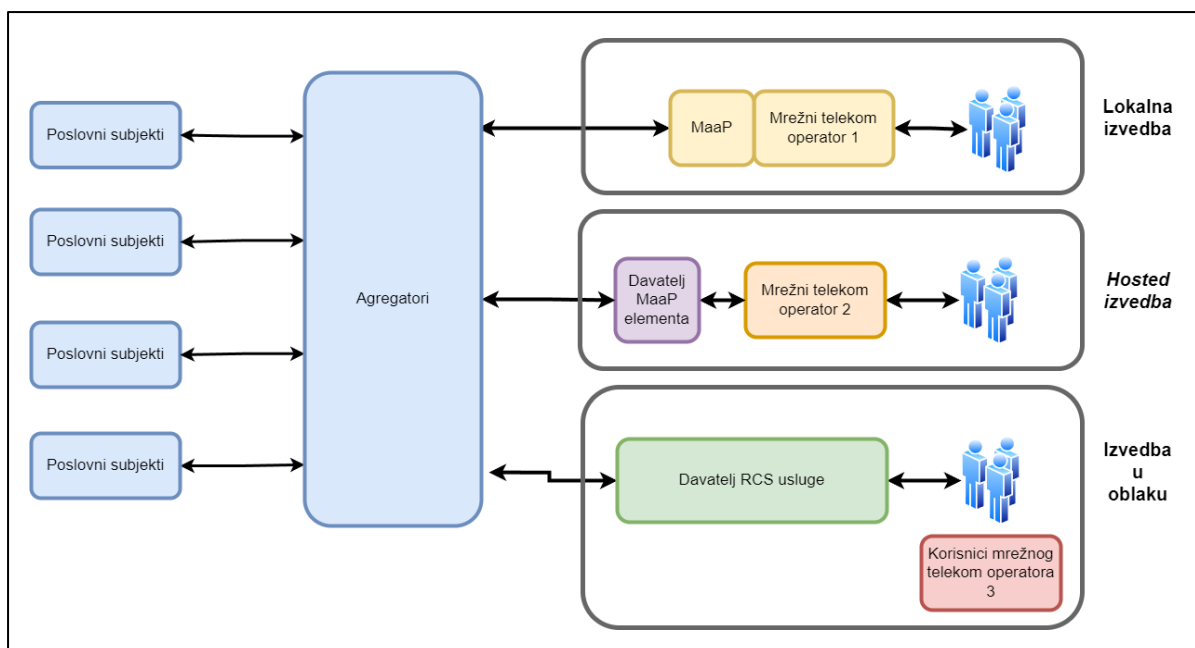 Poslovni subjekti
Poslovni subjekti
Poslovni subjekti
Poslovni subjekti
Agregatori
MaaP
Mrežni telekom
operator 1
Lokalna
izvedba
Davatelj
MaaP
elementa
Mrežni telekom
operator 2
Hosted
izvedba
Davatelj RCS usluge
Korisnici mrežnog
telekom operatora
3
Izvedba
u
oblaku